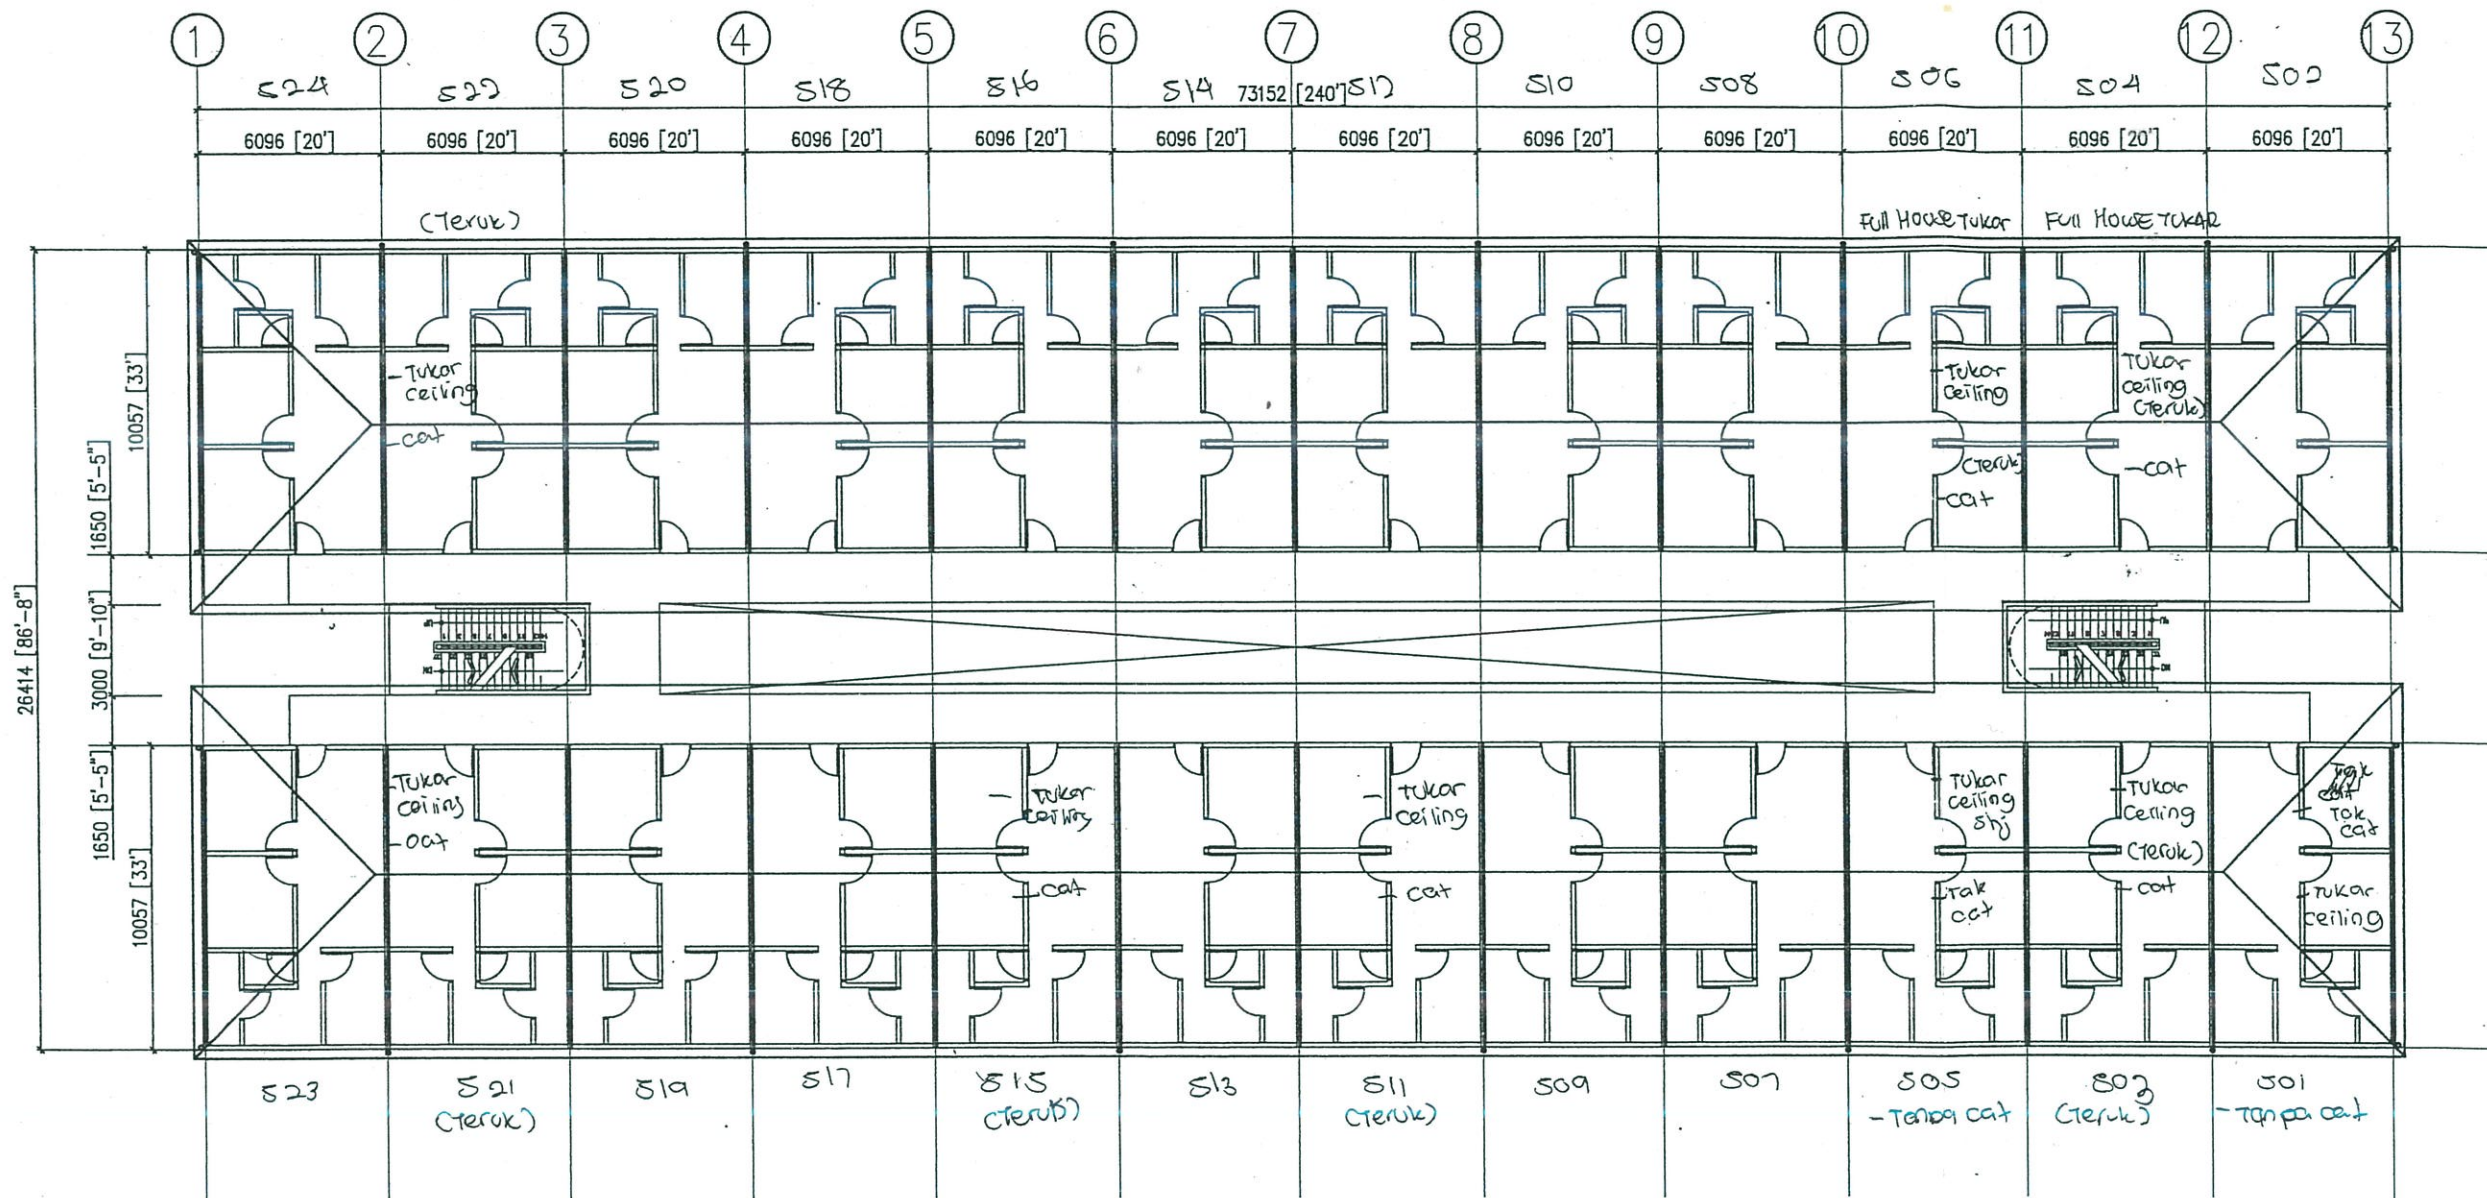 1 2 3 4 5 6 7 8 9 10 11 12 13
524 522 520 518 516 514 512 510 508 506 504 502
73152 [240']
6096 [20'] 6096 [20'] 6096 [20'] 6096 [20'] 6096 [20'] 6096 [20'] 6096 [20'] 6096 [20'] 6096 [20'] 6096 [20'] 6096 [20'] 6096 [20']
(Teruk)
Full House Tukar
Full House TUKAR
26414 [86'-8"]
10057 [33']
1650 [5'-5"]
3000 [9'-10"]
1650 [5'-5"]
10057 [33']
-Tukar
ceiling
-cat
-Tukar
ceiling
(Teruk)
-cat
Tukar
ceiling
(Teruk)
-cat
UP
DN
-Tukar
ceiling
-cat
- Tukar
ceiling
-cat
- Tukar
ceiling
- cat
Tukar
ceiling
shj
-Tak
cat
-Tukar
Ceiling
(Teruk)
-cat
-Tak
cat
-Tukar
ceiling
523 521 519 517 515 513 511 509 507 505 503 501
(Teruk)
(Teruk)
(Teruk)
-Tanpa cat
(Teruk)
-Tanpa cat